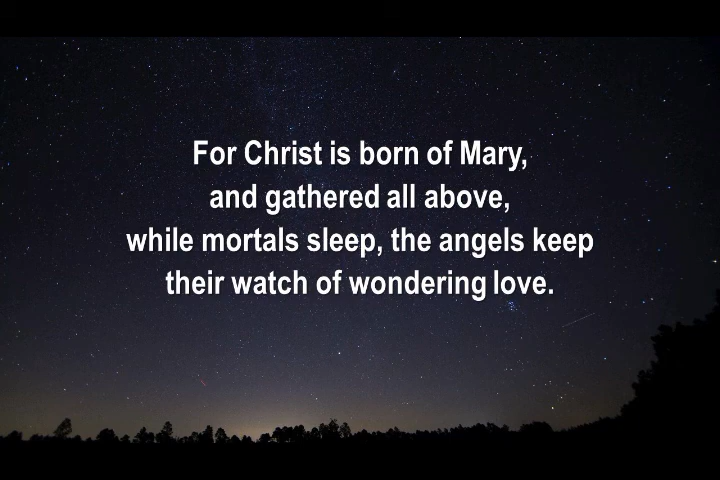 For Christ is born of Mary,
and gathered all above,
while mortals sleep, the angels keep
their watch of wondering love.